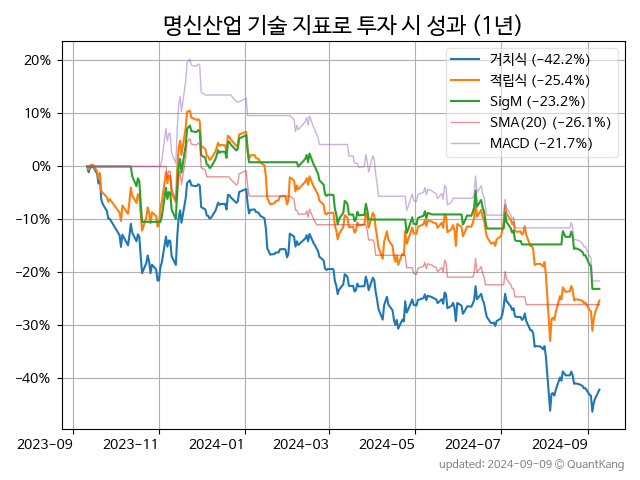 명신산업 기술 지표로 투자 시 성과 (1년)
거치식 (−42.2%)
적립식 (−25.4%)
SigM (−23.2%)
SMA(20) (−26.1%)
MACD (−21.7%)
20%
10%
0%
−10%
−20%
−30%
−40%
2023-09
2023-11
2024-01
2024-03
2024-05
2024-07
2024-09
updated: 2024-09-09 © QuantKang